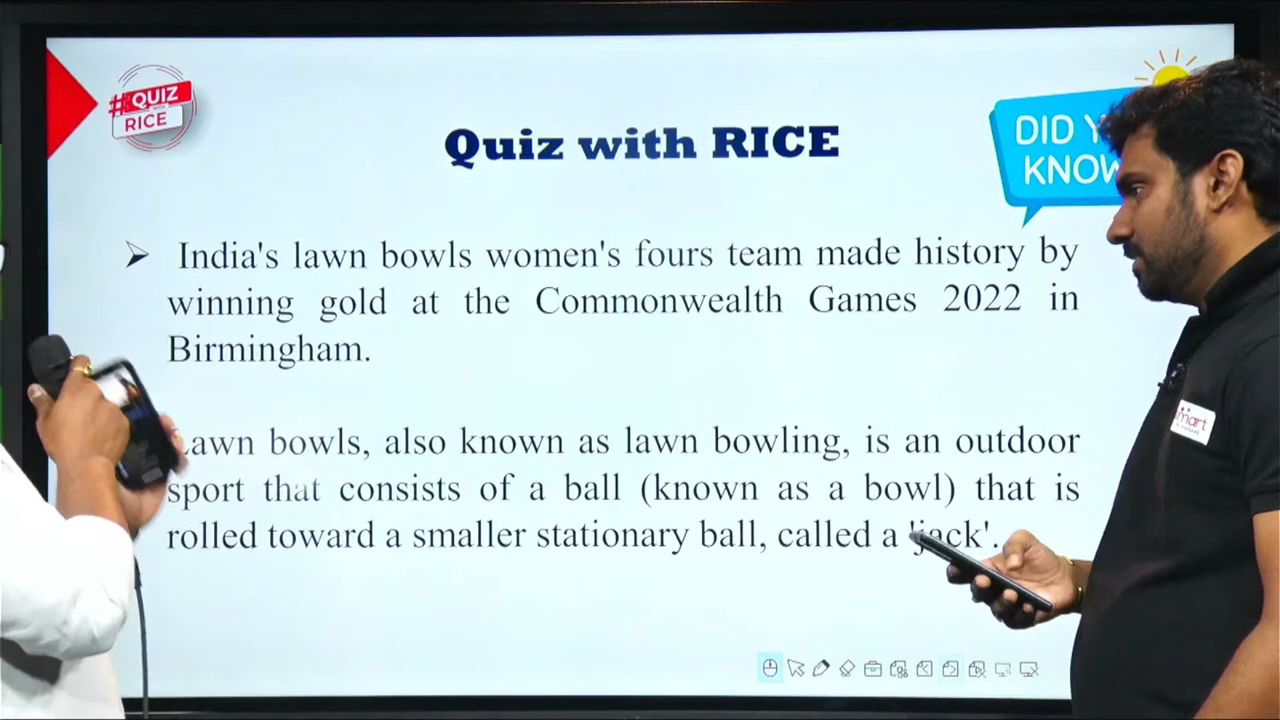 #QUIZ
RICE
Quiz with RICE
DID
KNOW
➢ India's lawn bowls women's fours team made history by
winning gold at the Commonwealth Games 2022 in
Birmingham.
Lawn bowls, also known as lawn bowling, is an outdoor
sport that consists of a ball (known as a bowl) that is
rolled toward a smaller stationary ball, called a 'jack'.
mart